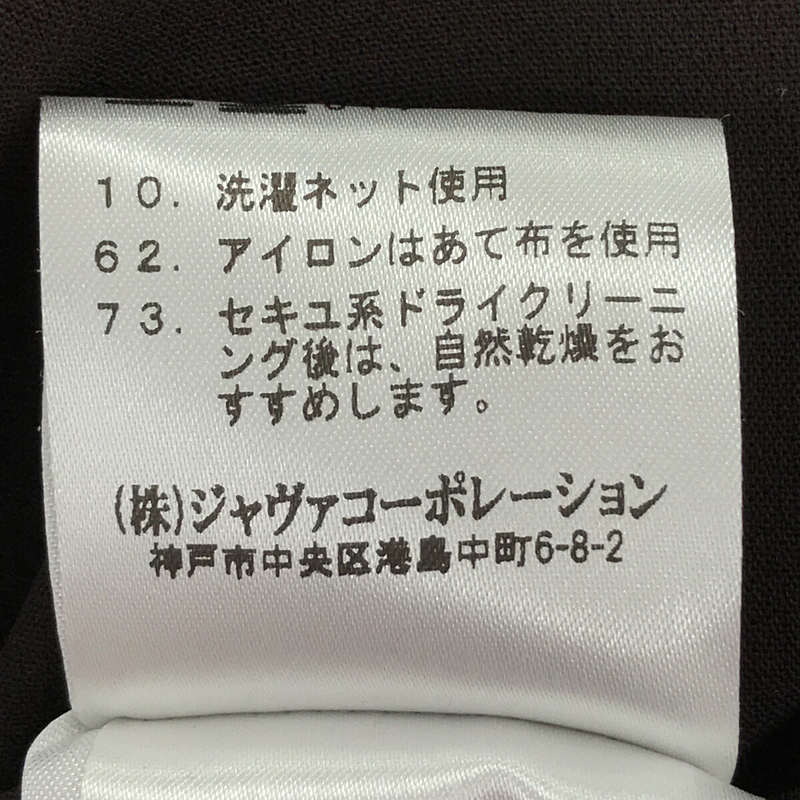 10. 洗濯ネット使用
62. アイロンはあて布を使用
73. セキユ系ドライクリーニ
ング後は、自然乾燥をお
すすめします。
(株)ジャヴァコーポレーション
神戸市中央区港島中町6-8-2